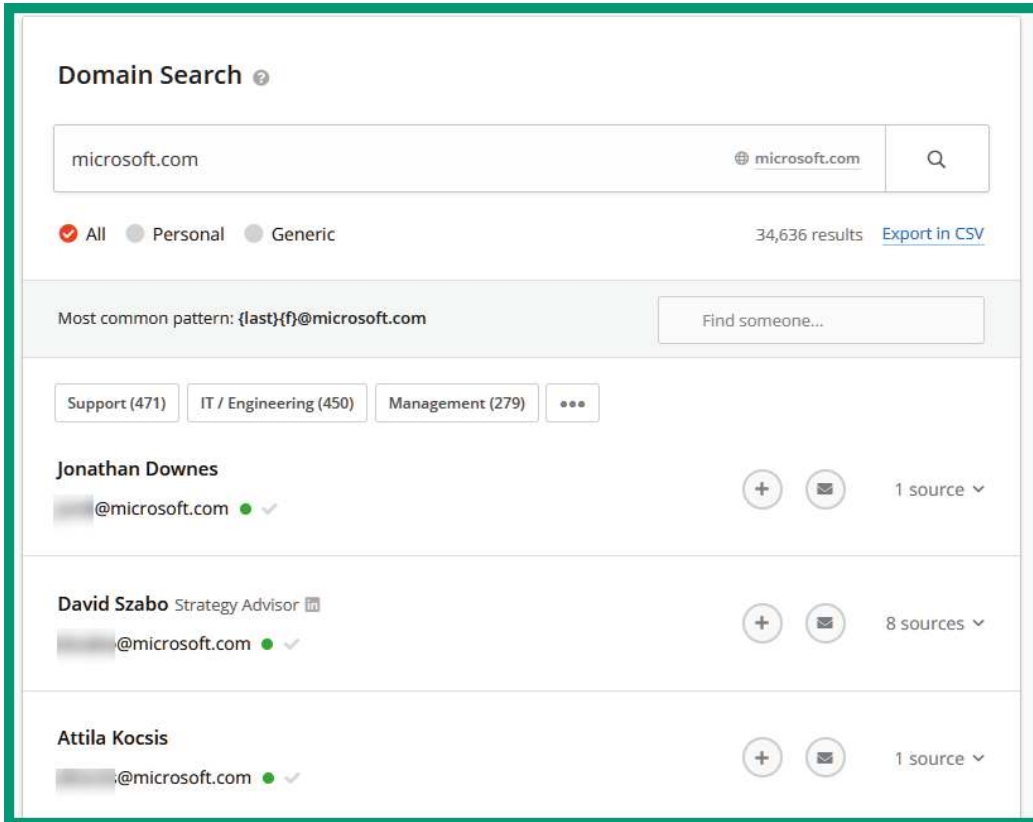 Domain Search ?
microsoft.com microsoft.com
All Personal Generic 34,636 results Export in CSV
Most common pattern: {last}{f}@microsoft.com Find someone...
Support (471) IT / Engineering (450) Management (279)
Jonathan Downes
@microsoft.com 1 source
David Szabo Strategy Advisor in
@microsoft.com 8 sources
Attila Kocsis
@microsoft.com 1 source